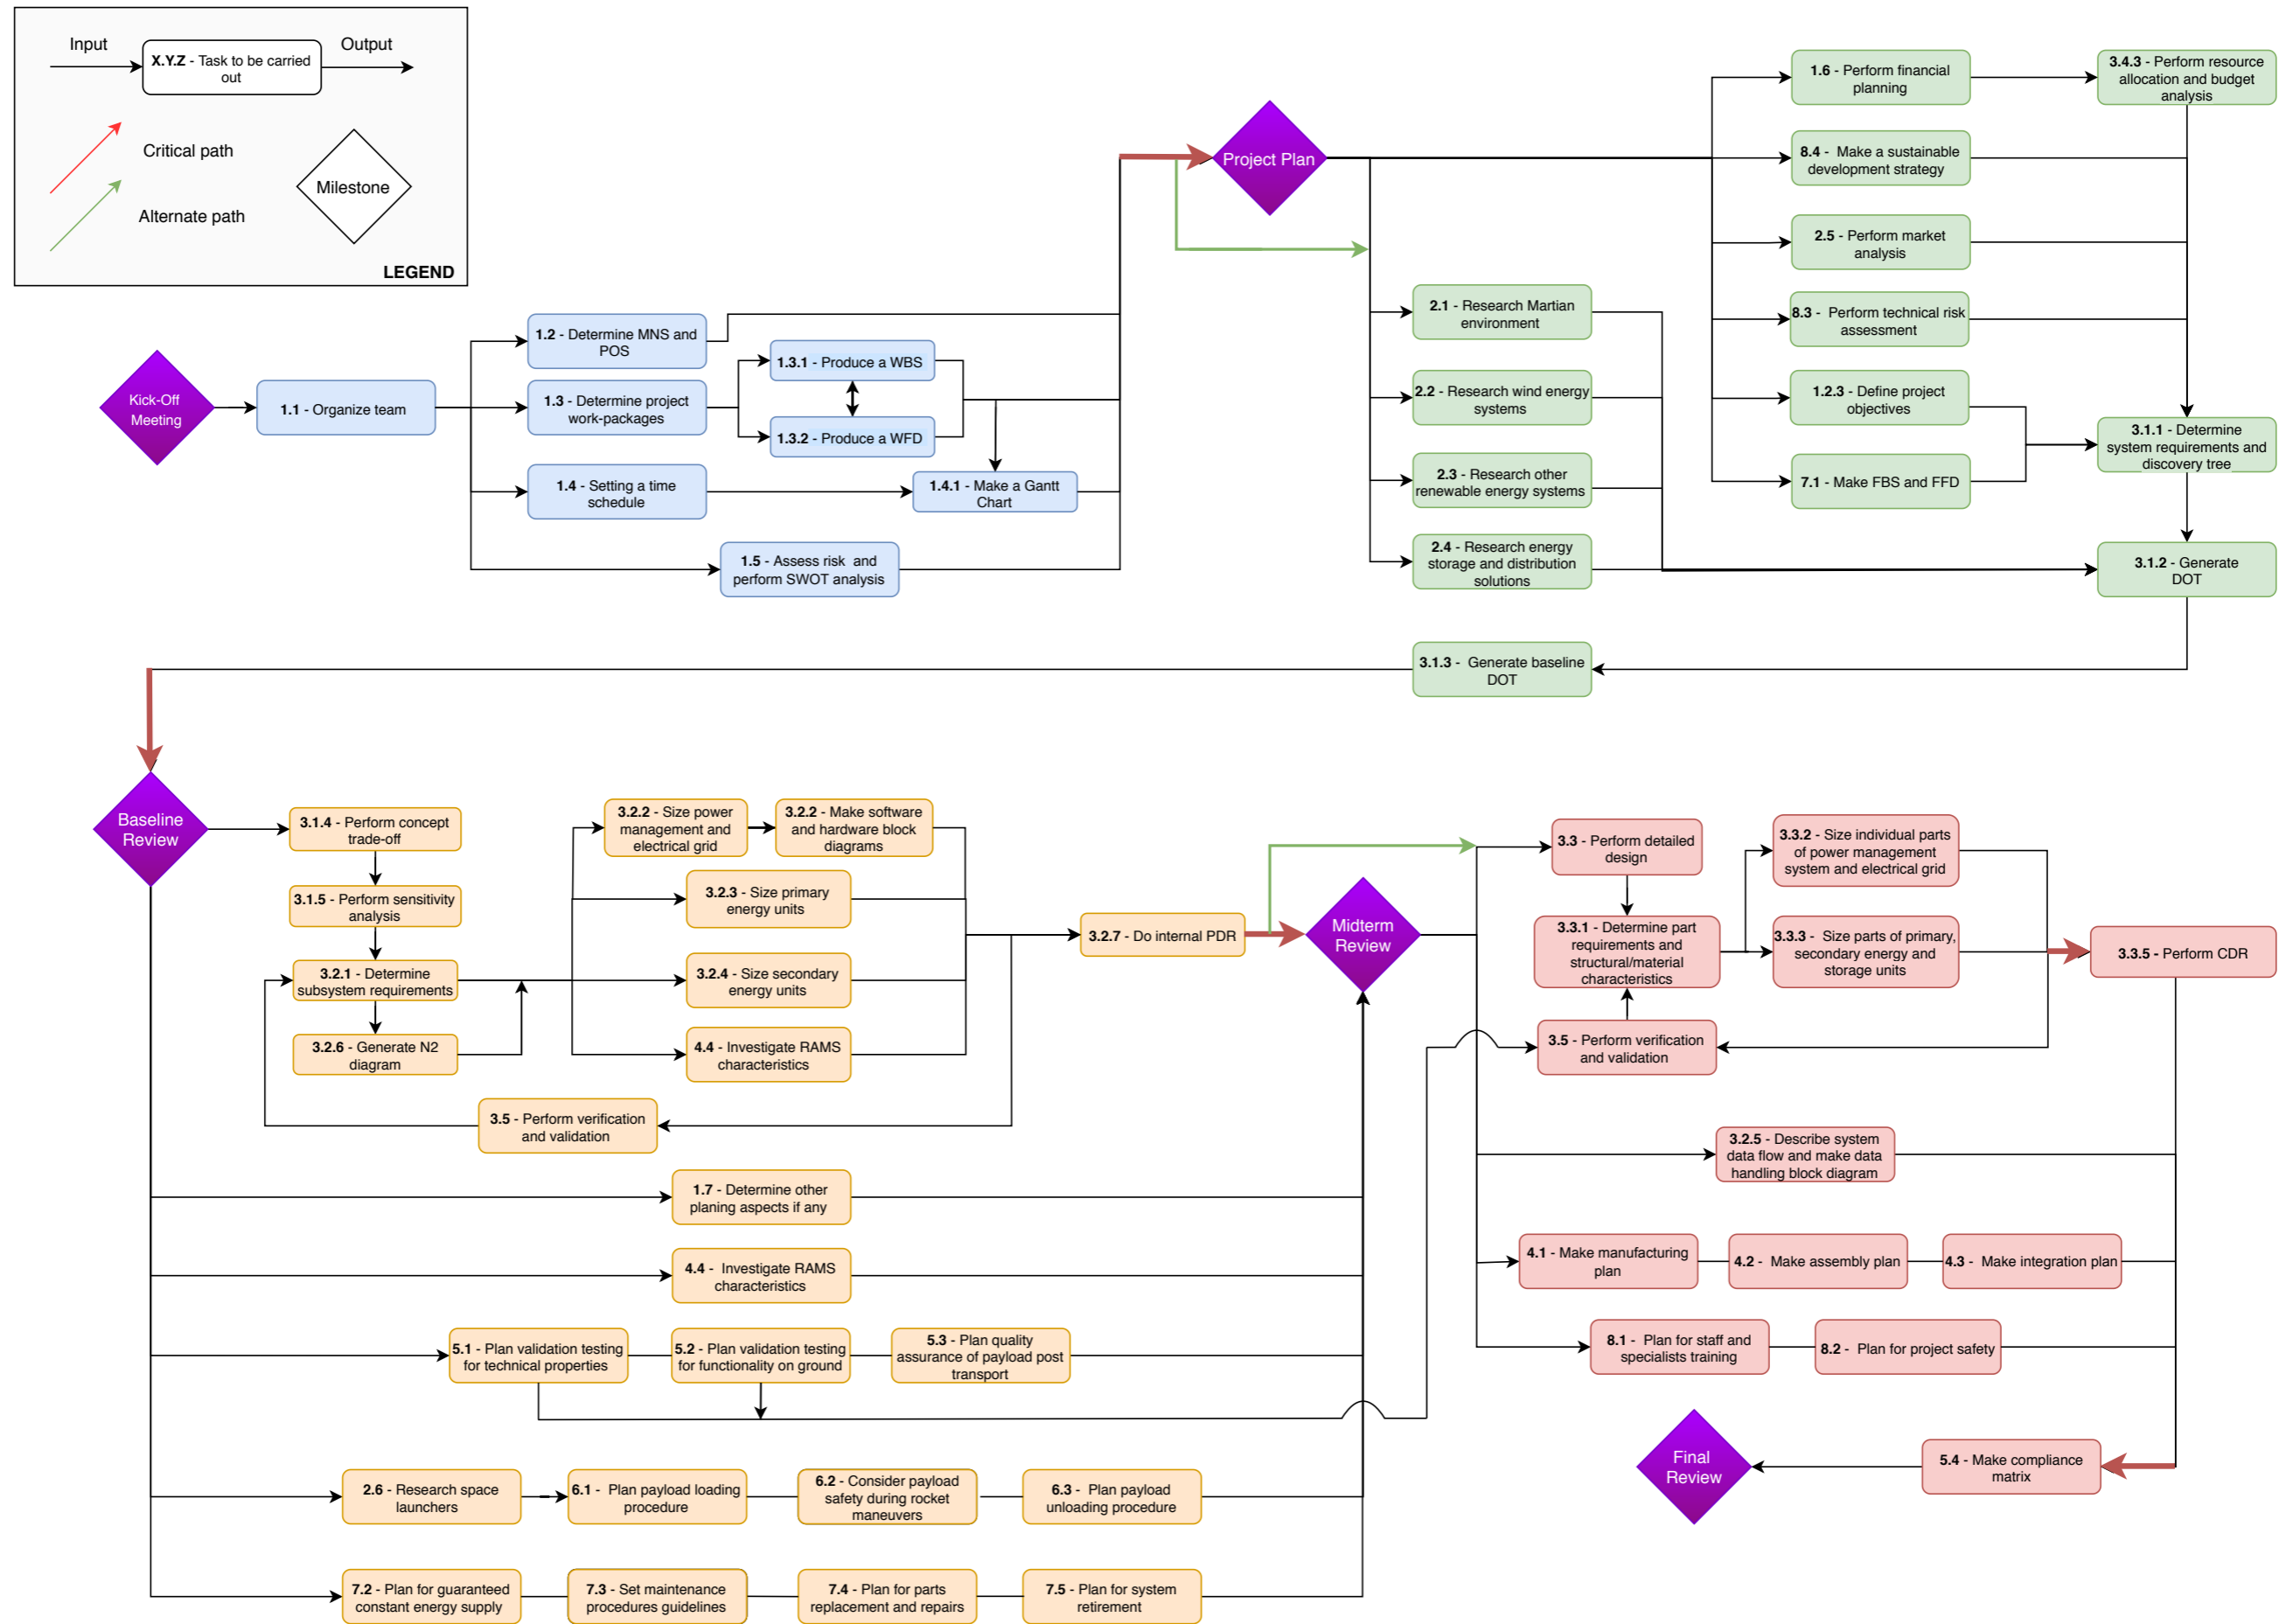 Input
Output
X.Y.Z - Task to be carried
out
Critical path
Milestone
Alternate path
LEGEND
Kick-Off
Meeting
1.1 - Organize team
1.2 - Determine MNS and
POS
1.3 - Determine project
work-packages
1.3.1 - Produce a WBS
1.3.2 - Produce a WFD
1.4 - Setting a time
schedule
1.4.1 - Make a Gantt
Chart
1.5 - Assess risk and
perform SWOT analysis
Project Plan
2.1 - Research Martian
environment
2.2 - Research wind energy
systems
2.3 - Research other
renewable energy systems
2.4 - Research energy
storage and distribution
solutions
1.6 - Perform financial
planning
3.4.3 - Perform resource
allocation and budget
analysis
8.4 - Make a sustainable
development strategy
2.5 - Perform market
analysis
8.3 - Perform technical risk
assessment
1.2.3 - Define project
objectives
7.1 - Make FBS and FFD
3.1.1 - Determine
system requirements and
discovery tree
3.1.2 - Generate
DOT
3.1.3 - Generate baseline
DOT
Baseline
Review
3.1.4 - Perform concept
trade-off
3.1.5 - Perform sensitivity
analysis
3.2.1 - Determine
subsystem requirements
3.2.6 - Generate N2
diagram
3.2.2 - Size power
management and
electrical grid
3.2.2 - Make software
and hardware block
diagrams
3.2.3 - Size primary
energy units
3.2.4 - Size secondary
energy units
4.4 - Investigate RAMS
characteristics
3.5 - Perform verification
and validation
3.2.7 - Do internal PDR
1.7 - Determine other
planing aspects if any
4.4 - Investigate RAMS
characteristics
5.1 - Plan validation testing
for technical properties
5.2 - Plan validation testing
for functionality on ground
5.3 - Plan quality
assurance of payload post
transport
2.6 - Research space
launchers
6.1 - Plan payload loading
procedure
6.2 - Consider payload
safety during rocket
maneuvers
6.3 - Plan payload
unloading procedure
7.2 - Plan for guaranteed
constant energy supply
7.3 - Set maintenance
procedures guidelines
7.4 - Plan for parts
replacement and repairs
7.5 - Plan for system
retirement
Midterm
Review
3.3 - Perform detailed
design
3.3.1 - Determine part
requirements and
structural/material
characteristics
3.5 - Perform verification
and validation
3.3.2 - Size individual parts
of power management
system and electrical grid
3.3.3 - Size parts of primary,
secondary energy and
storage units
3.3.5 - Perform CDR
3.2.5 - Describe system
data flow and make data
handling block diagram
4.1 - Make manufacturing
plan
4.2 - Make assembly plan
4.3 - Make integration plan
8.1 - Plan for staff and
specialists training
8.2 - Plan for project safety
5.4 - Make compliance
matrix
Final
Review